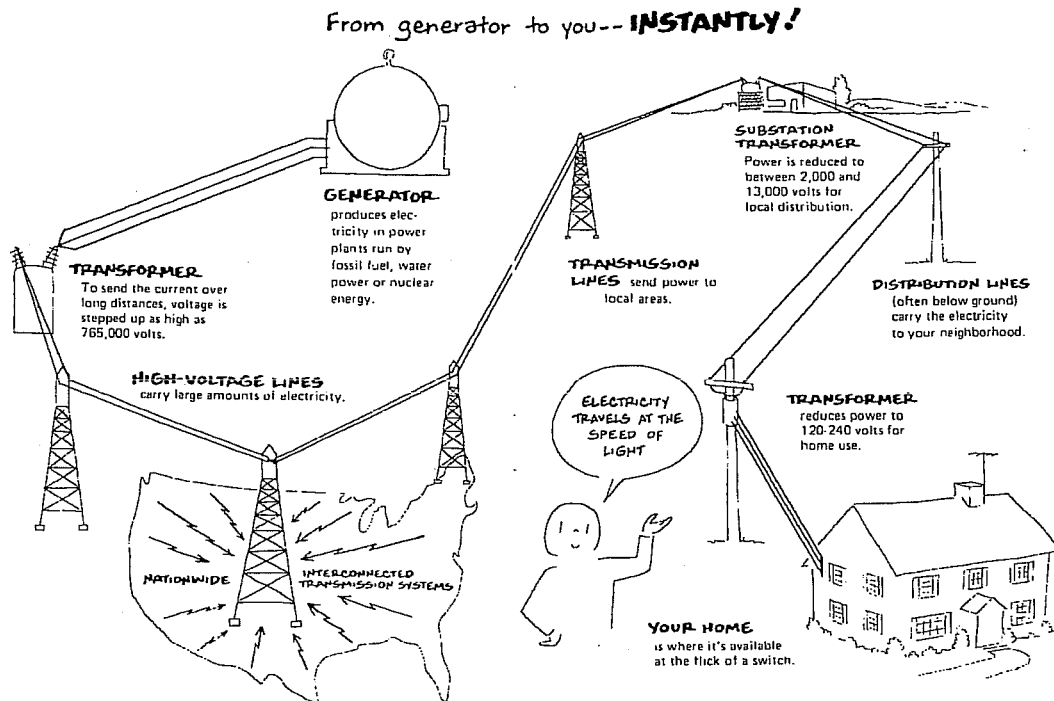 From generator to you-- INSTANTLY!
GENERATOR
produces elec-
tricity in power
plants run by
fossil fuel, water
power or nuclear
energy.
TRANSFORMER
To send the current over
long distances, voltage is
stepped up as high as
765,000 volts.
HIGH-VOLTAGE LINES
carry large amounts of electricity.
NATIONWIDE
INTERCONNECTED
TRANSMISSION SYSTEMS
TRANSMISSION
LINES send power to
local areas.
SUBSTATION
TRANSFORMER
Power is reduced to
between 2,000 and
13,000 volts for
local distribution.
DISTRIBUTION LINES
(often below ground)
carry the electricity
to your neighborhood.
TRANSFORMER
reduces power to
120-240 volts for
home use.
ELECTRICITY
TRAVELS AT THE
SPEED OF
LIGHT
YOUR HOME
is where it's available
at the flick of a switch.